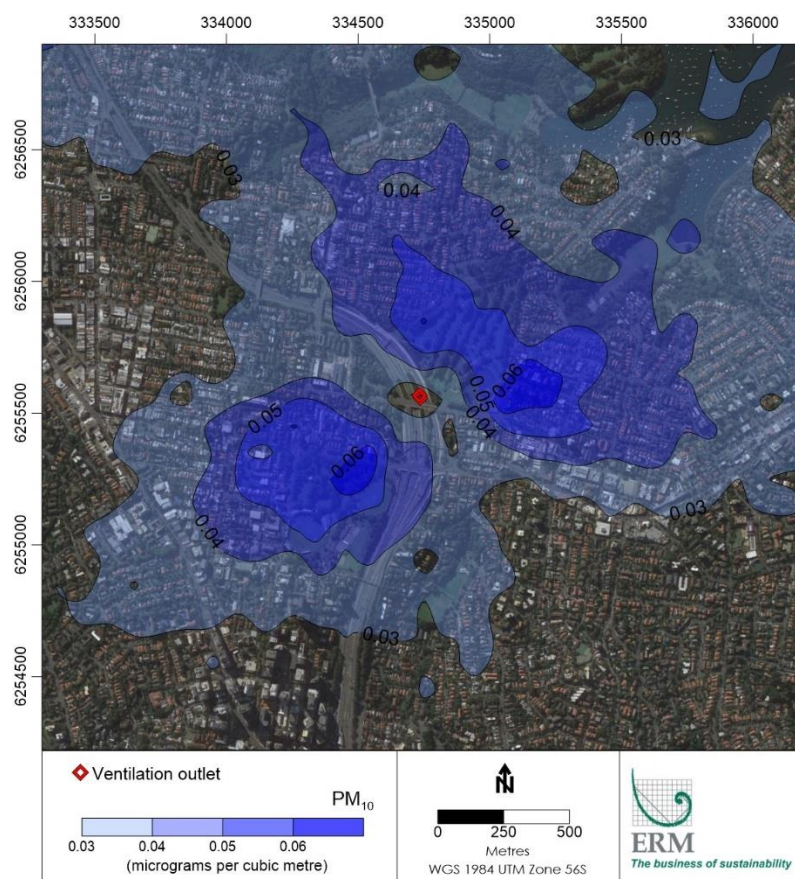 333500 334000 334500 335000 335500 336000
6256500
6256000
6255500
6255000
6254500
0.03
0.03
0.04
0.04
0.06
0.05
0.04
0.05
0.06
0.04
0.03
0.03
Ventilation outlet
PM10
0.03 0.04 0.05 0.06
(micrograms per cubic metre)
N
0 250 500
Metres
WGS 1984 UTM Zone 56S
ERM
The business of sustainability